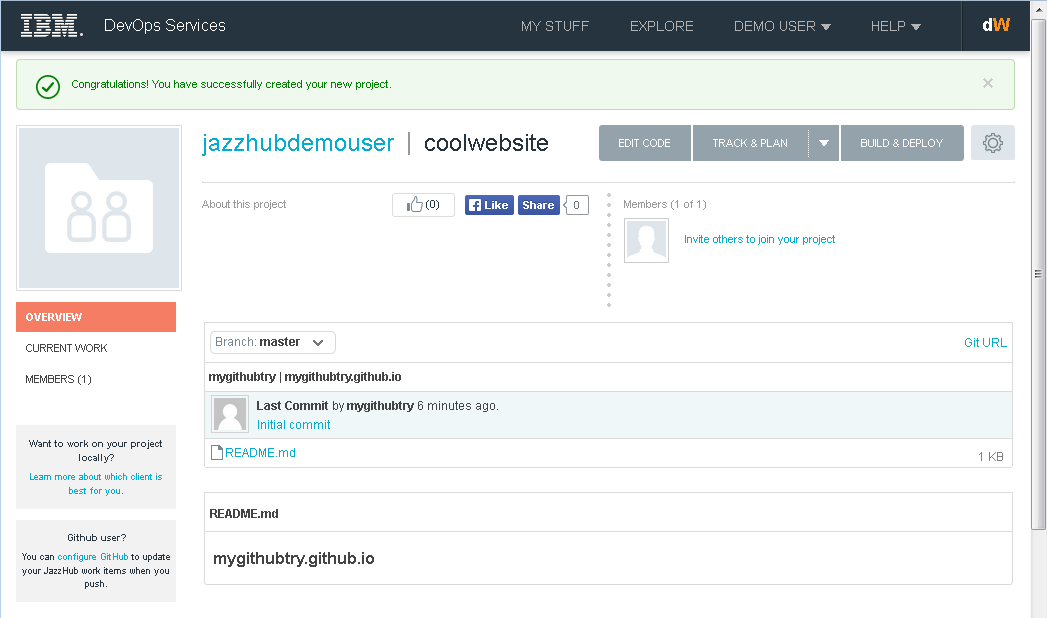 IBM. DevOps Services MY STUFF EXPLORE DEMO USER HELP dW
Congratulations! You have successfully created your new project. ×
jazzhubdemouser | coolwebsite EDIT CODE TRACK & PLAN BUILD & DEPLOY
About this project (0) Like Share 0 Members (1 of 1)
Invite others to join your project
OVERVIEW
CURRENT WORK
MEMBERS (1)
Want to work on your project
locally?
Learn more about which client is
best for you.
Github user?
You can configure GitHub to update
your JazzHub work items when you
push.
Branch: master Git URL
mygithubtry | mygithubtry.github.io
Last Commit by mygithubtry 6 minutes ago.
Initial commit
README.md 1 KB
README.md
mygithubtry.github.io